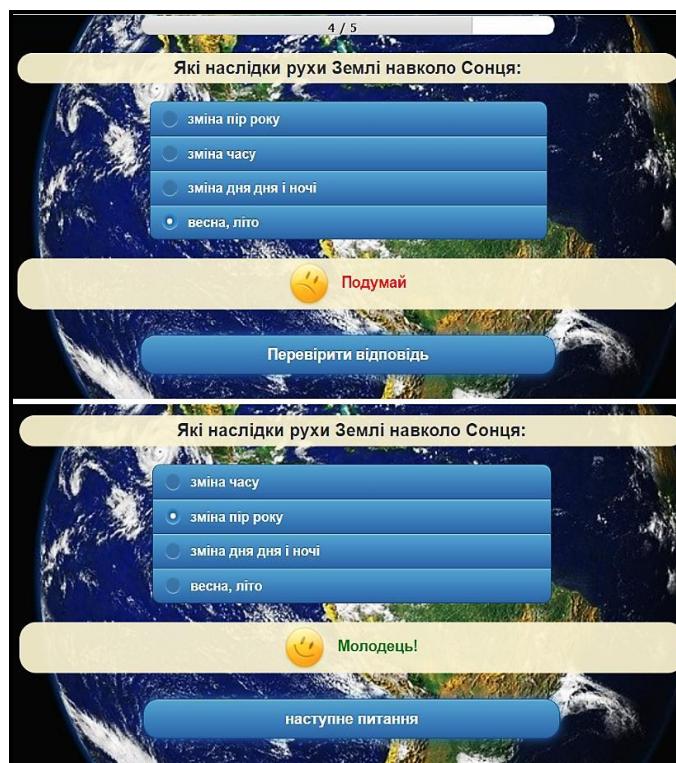 4 / 5
Які наслідки рухи Землі навколо Сонця:
зміна пір року
зміна часу
зміна дня дня і ночі
весна, літо
Подумай
Перевірити відповідь
Які наслідки рухи Землі навколо Сонця:
зміна часу
зміна пір року
зміна дня дня і ночі
весна, літо
Молодець!
наступне питання